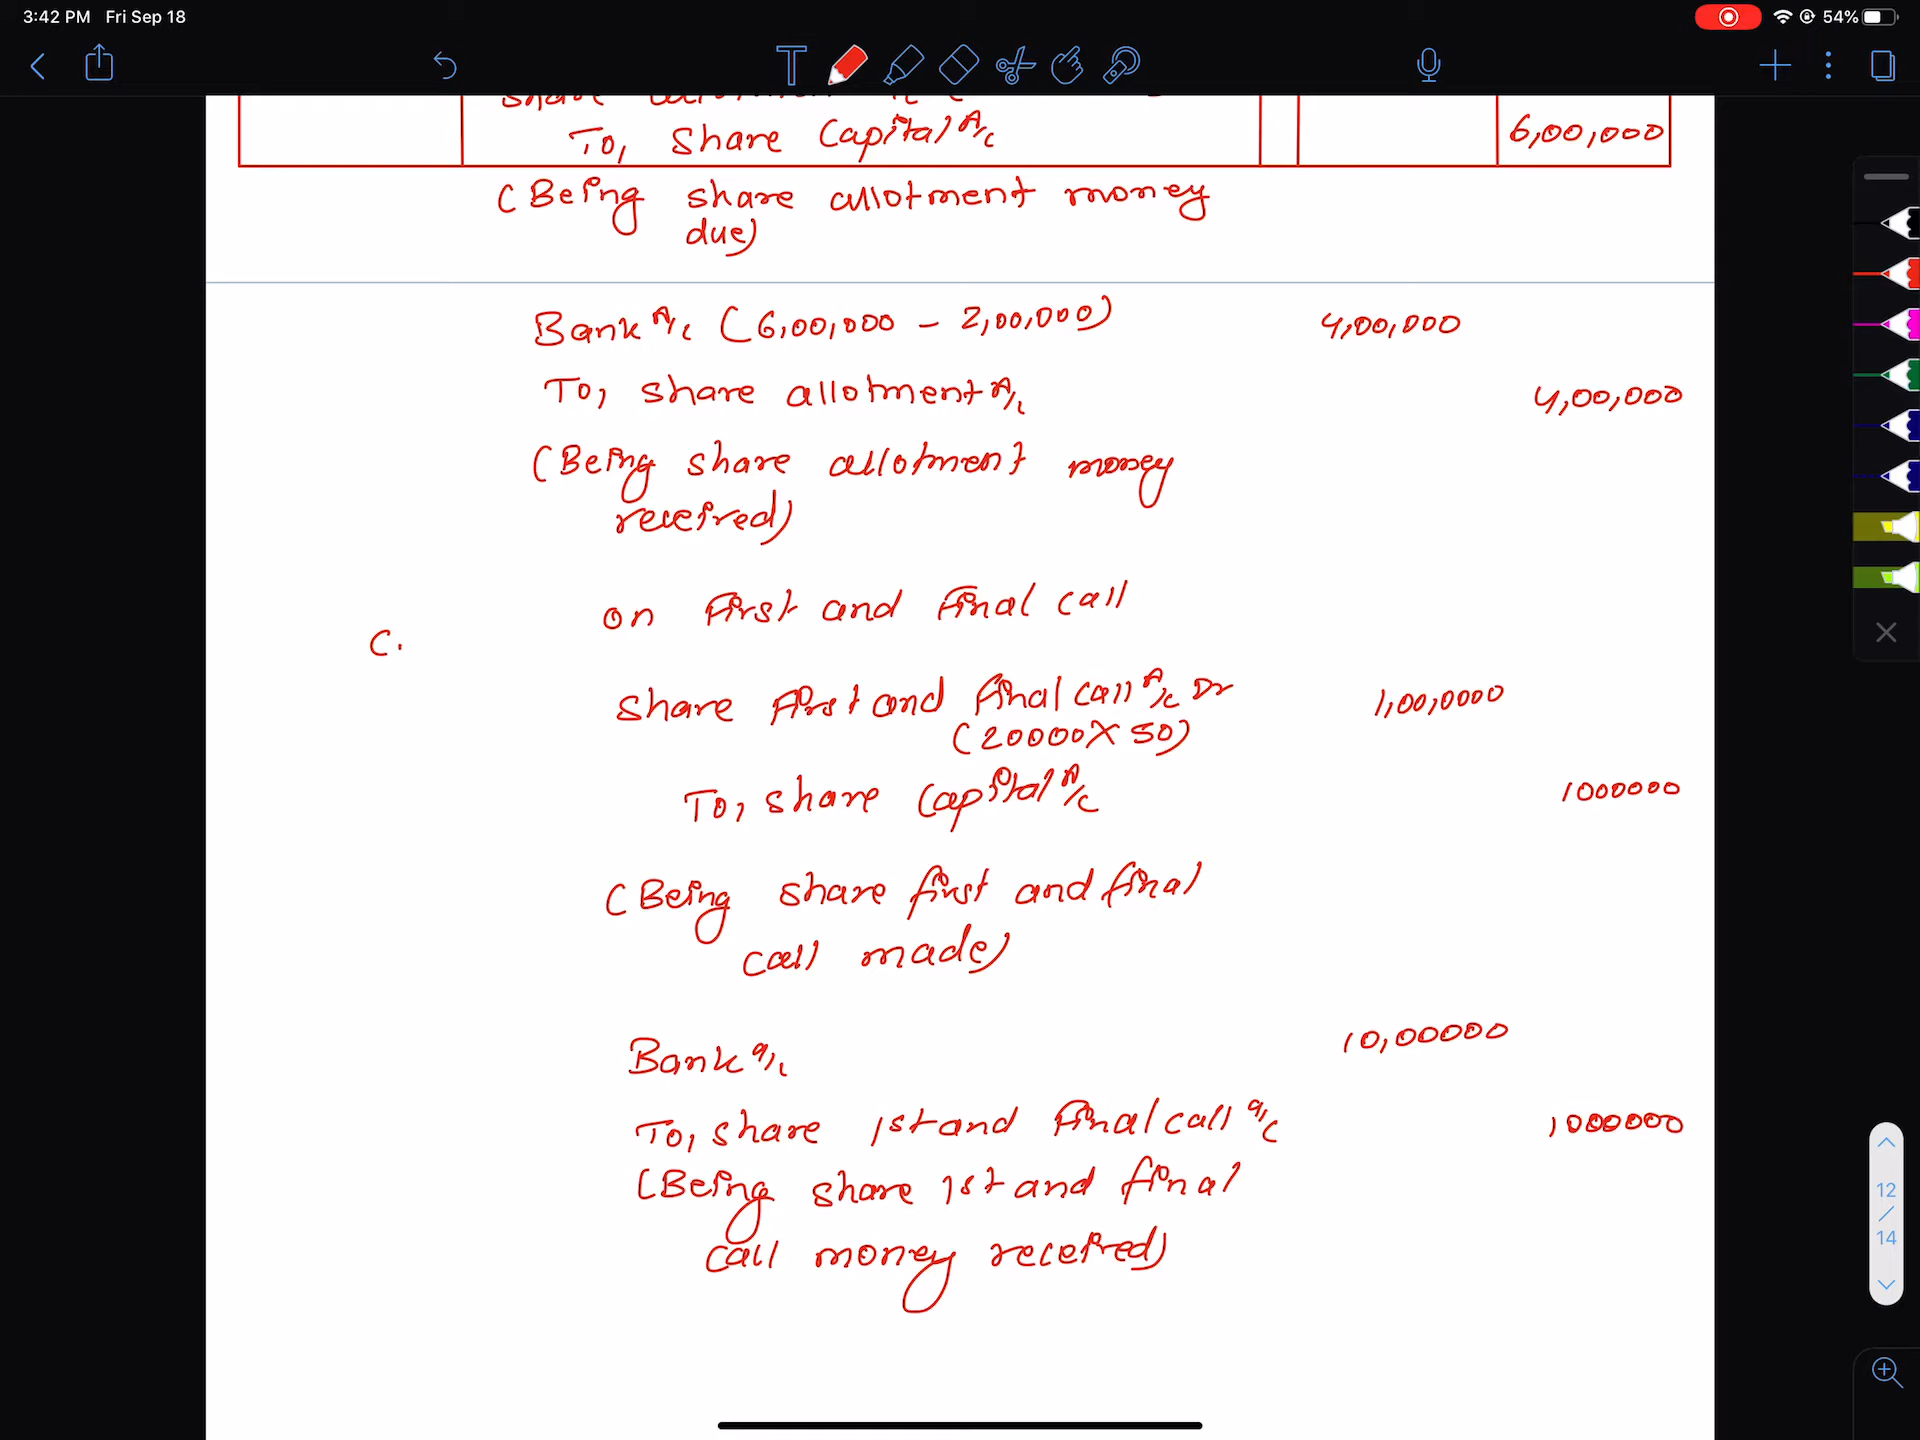 3:42 PM Fri Sep 18
54%
To, Share Capital A/c 6,00,000
(Being share allotment money
due)
Bank A/c (6,00,000 - 2,00,000) 4,00,000
To, share allotment A/c 4,00,000
(Being share allotment money
received)
on First and Final call
C.
Share First and Final call A/c Dr 1,00,0000
(20000 X 50)
To, share Capital A/c 1000000
(Being share first and final
call made)
Bank a/c 10,00000
To, share 1st and Final call a/c 1000000
(Being share 1st and final
call money received)
12
/
14